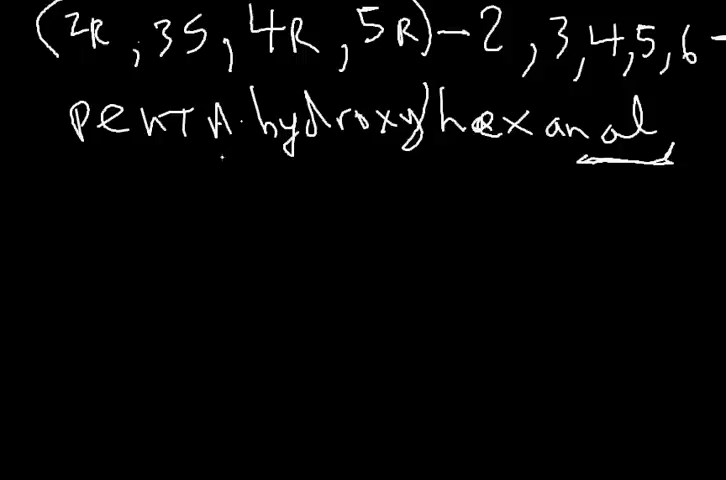 (2R, 3S, 4R, 5R)-2,3,4,5,6-
pentahydroxyhexanal